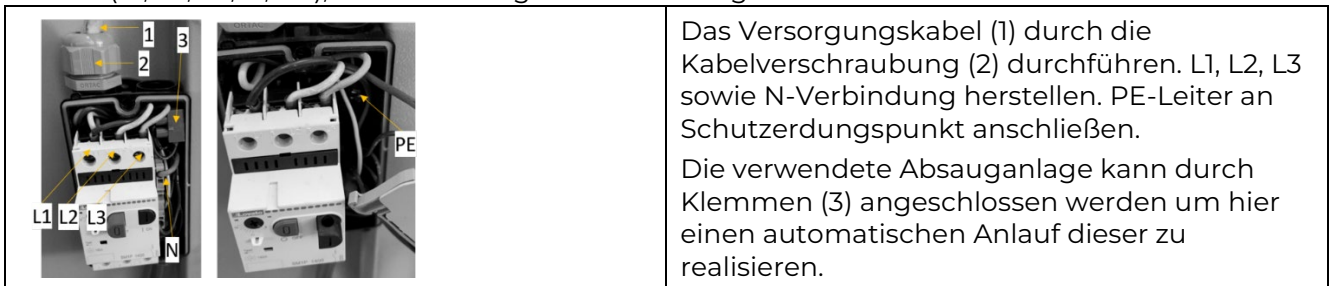 1
3
2
L1 L2 L3
N
PE
Das Versorgungskabel (1) durch die
Kabelverschraubung (2) durchführen. L1, L2, L3
sowie N-Verbindung herstellen. PE-Leiter an
Schutzerdungspunkt anschließen.
Die verwendete Absauganlage kann durch
Klemmen (3) angeschlossen werden um hier
einen automatischen Anlauf dieser zu
realisieren.